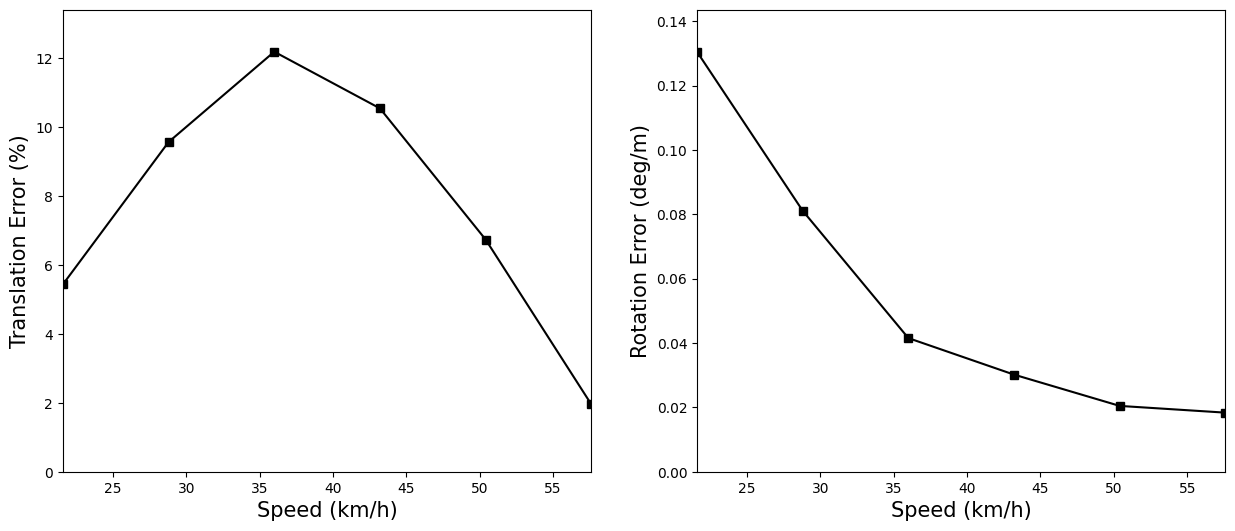 Translation Error (%)
12
10
8
6
4
2
0
25 30 35 40 45 50 55
Speed (km/h)
Rotation Error (deg/m)
0.14
0.12
0.10
0.08
0.06
0.04
0.02
0.00
25 30 35 40 45 50 55
Speed (km/h)